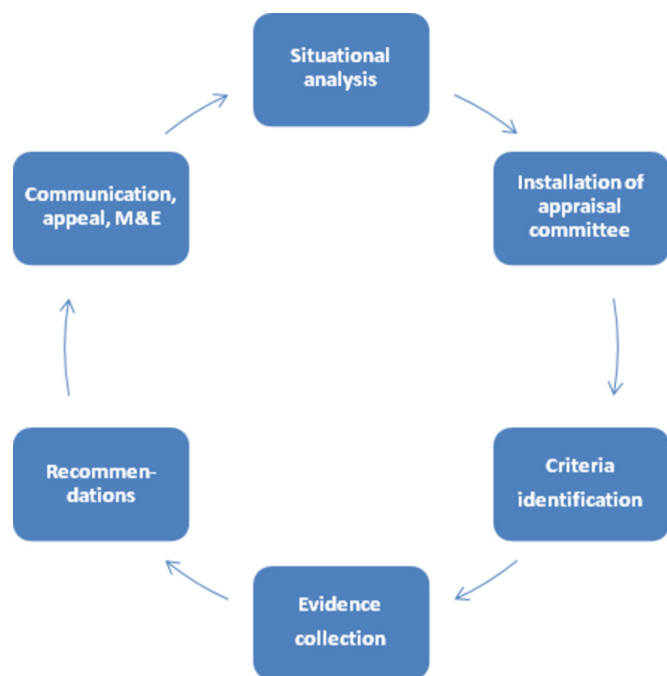 Situational
analysis
Installation of
appraisal
committee
Criteria
identification
Evidence
collection
Recommen-
dations
Communication,
appeal, M&E